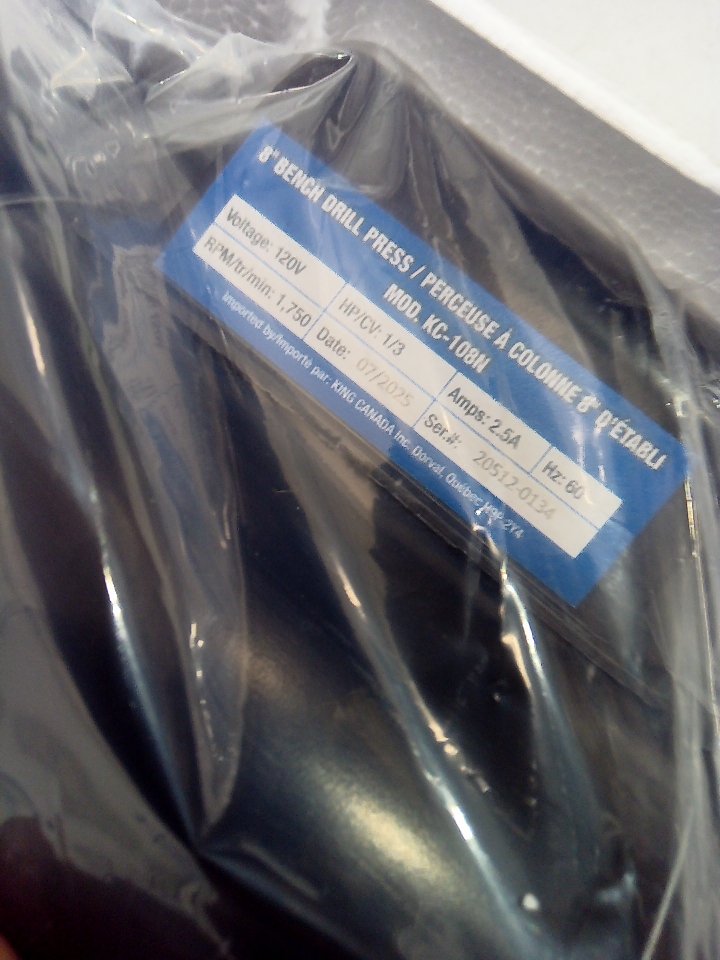 8" BENCH DRILL PRESS / PERCEUSE À COLONNE 8" D'ÉTABLI
MOD. KC-108N
Voltage: 120V HP/CV: 1/3 Amps: 2.5A Hz: 60
RPM/tr/min: 1,750 Date: 07/2025 Ser.#: 20512-0134
Imported by/Importé par: KING CANADA Inc. Dorval, Québec H9P 2Y4